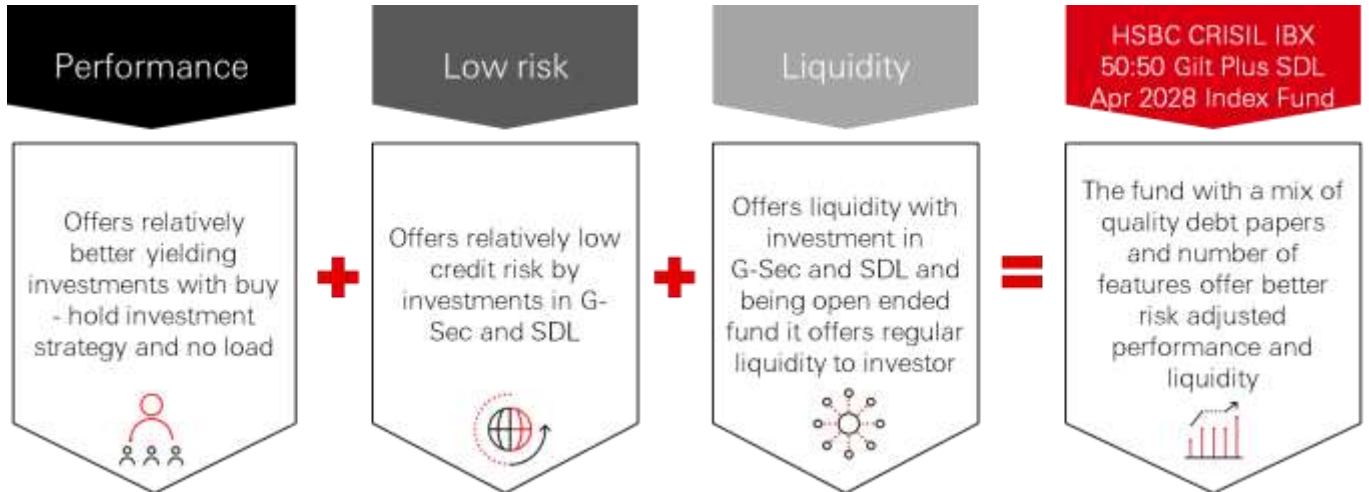 Performance
Offers relatively
better yielding
investments with buy
- hold investment
strategy and no load
Low risk
Offers relatively low
credit risk by
investments in G-
Sec and SDL
Liquidity
Offers liquidity with
investment in
G-Sec and SDL and
being open ended
fund it offers regular
liquidity to investor
HSBC CRISIL IBX
50:50 Gilt Plus SDL
Apr 2028 Index Fund
The fund with a mix of
quality debt papers
and number of
features offer better
risk adjusted
performance and
liquidity